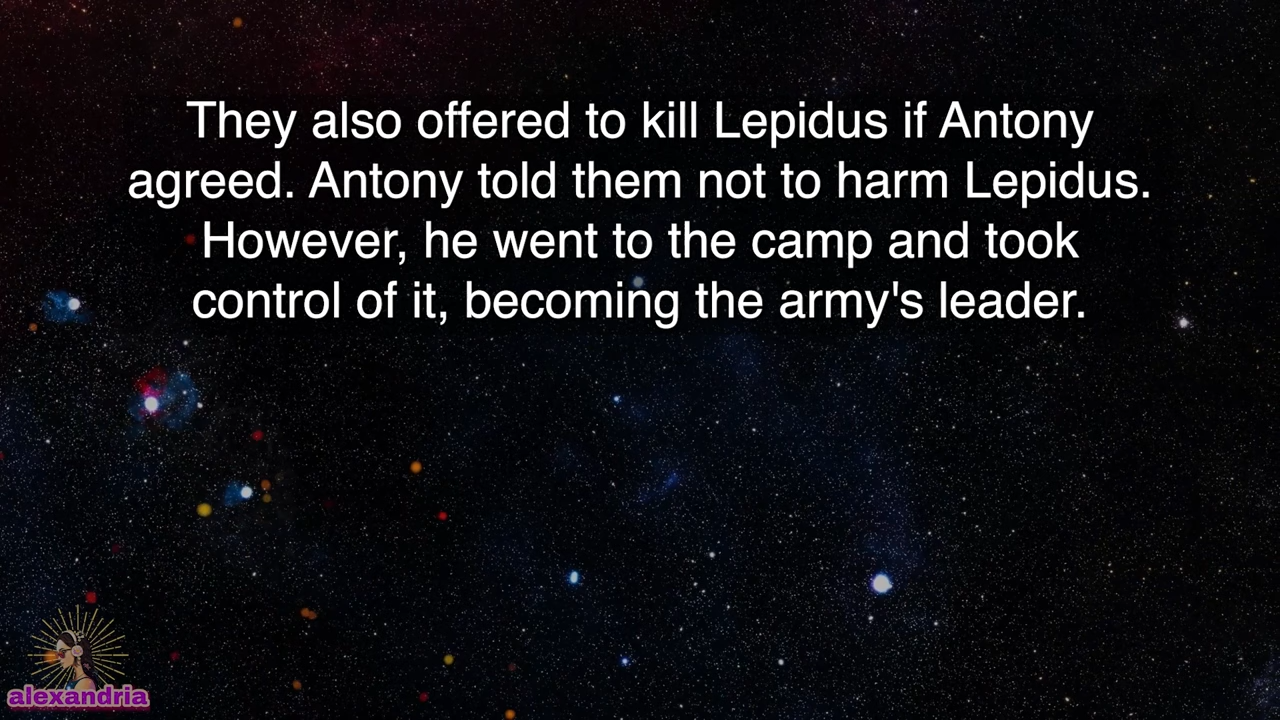 They also offered to kill Lepidus if Antony
agreed. Antony told them not to harm Lepidus.
However, he went to the camp and took
control of it, becoming the army's leader.
alexandria